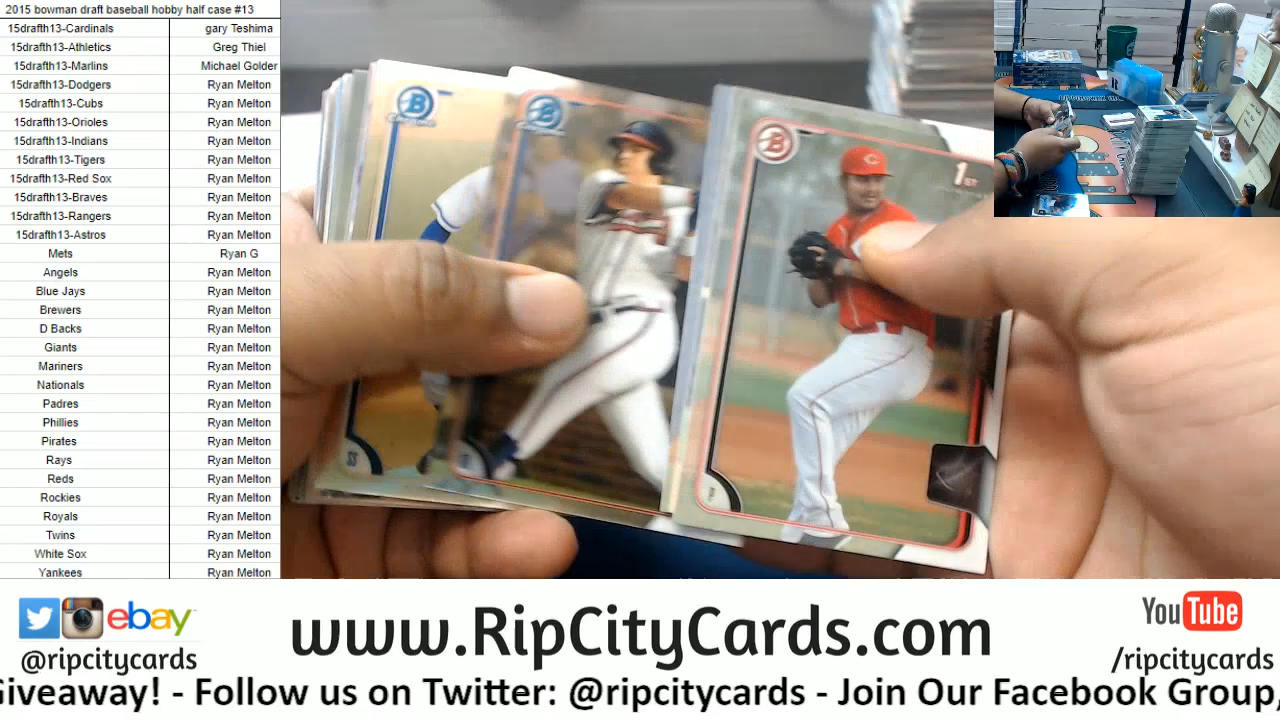 2015 bowman draft baseball hobby half case #13
15drafth13-Cardinals gary Teshima
15drafth13-Athletics Greg Thiel
15drafth13-Marlins Michael Golder
15drafth13-Dodgers Ryan Melton
15drafth13-Cubs Ryan Melton
15drafth13-Orioles Ryan Melton
15drafth13-Indians Ryan Melton
15drafth13-Tigers Ryan Melton
15drafth13-Red Sox Ryan Melton
15drafth13-Braves Ryan Melton
15drafth13-Rangers Ryan Melton
15drafth13-Astros Ryan Melton
Mets Ryan G
Angels Ryan Melton
Blue Jays Ryan Melton
Brewers Ryan Melton
D Backs Ryan Melton
Giants Ryan Melton
Mariners Ryan Melton
Nationals Ryan Melton
Padres Ryan Melton
Phillies Ryan Melton
Pirates Ryan Melton
Rays Ryan Melton
Reds Ryan Melton
Rockies Ryan Melton
Royals Ryan Melton
Twins Ryan Melton
White Sox Ryan Melton
Yankees Ryan Melton
B
B
B
C
1ST
ebay
@ripcitycards
www.RipCityCards.com
YouTube
/ripcitycards
Giveaway! - Follow us on Twitter: @ripcitycards - Join Our Facebook Group,